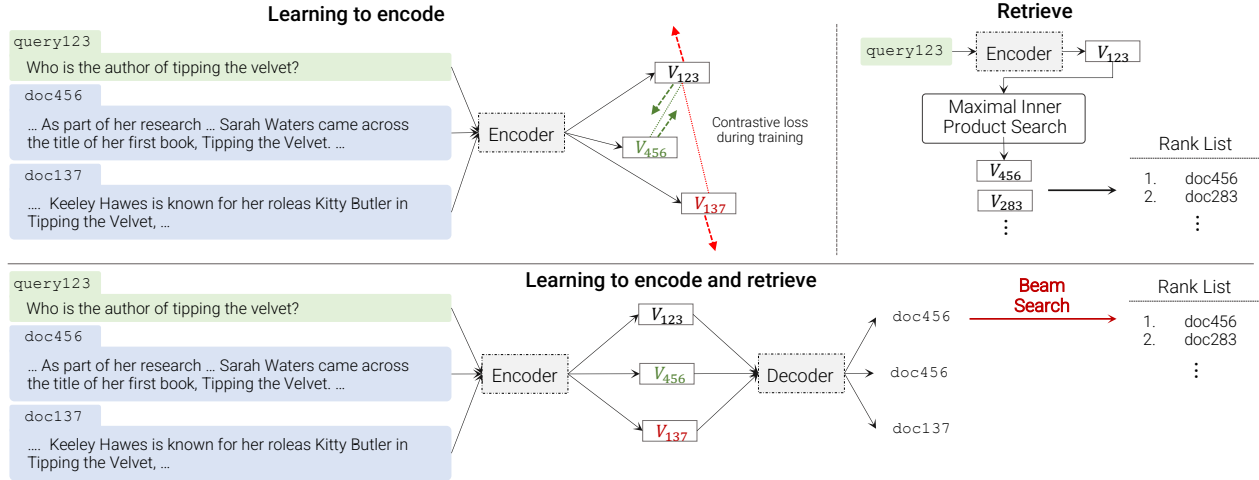 Learning to encode
query123
Who is the author of tipping the velvet?
doc456
... As part of her research ... Sarah Waters came across
the title of her first book, Tipping the Velvet. ...
doc137
.... Keeley Hawes is known for her roleas Kitty Butler in
Tipping the Velvet, ...
Encoder
V123
V456
V137
Contrastive loss
during training
Retrieve
query123
Encoder
V123
Maximal Inner
Product Search
V456
V283
⋮
Rank List
1. doc456
2. doc283
⋮
Learning to encode and retrieve
query123
Who is the author of tipping the velvet?
doc456
... As part of her research ... Sarah Waters came across
the title of her first book, Tipping the Velvet. ...
doc137
.... Keeley Hawes is known for her roleas Kitty Butler in
Tipping the Velvet, ...
Encoder
V123
V456
V137
Decoder
doc456
doc456
doc137
Beam
Search
Rank List
1. doc456
2. doc283
⋮